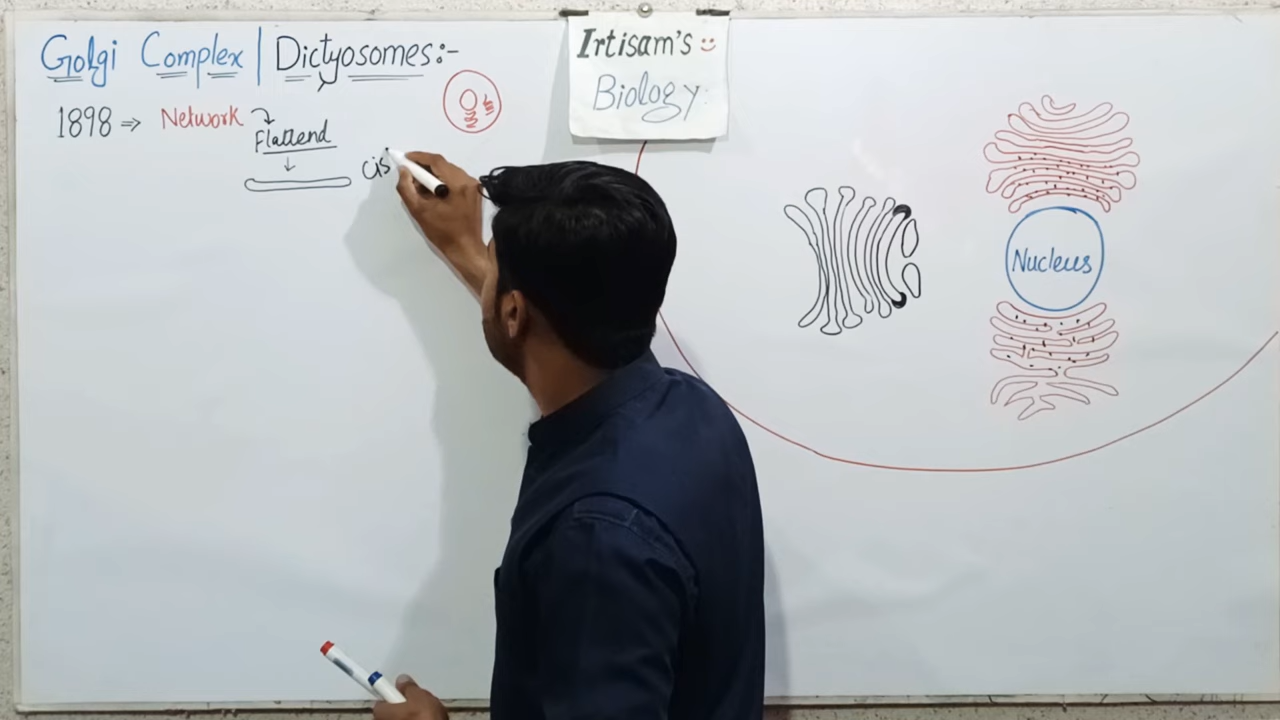 Golgi Complex | Dictyosomes:-
1898 ⇒ Network
Flattend
cis
Irtisam's
Biology
Nucleus